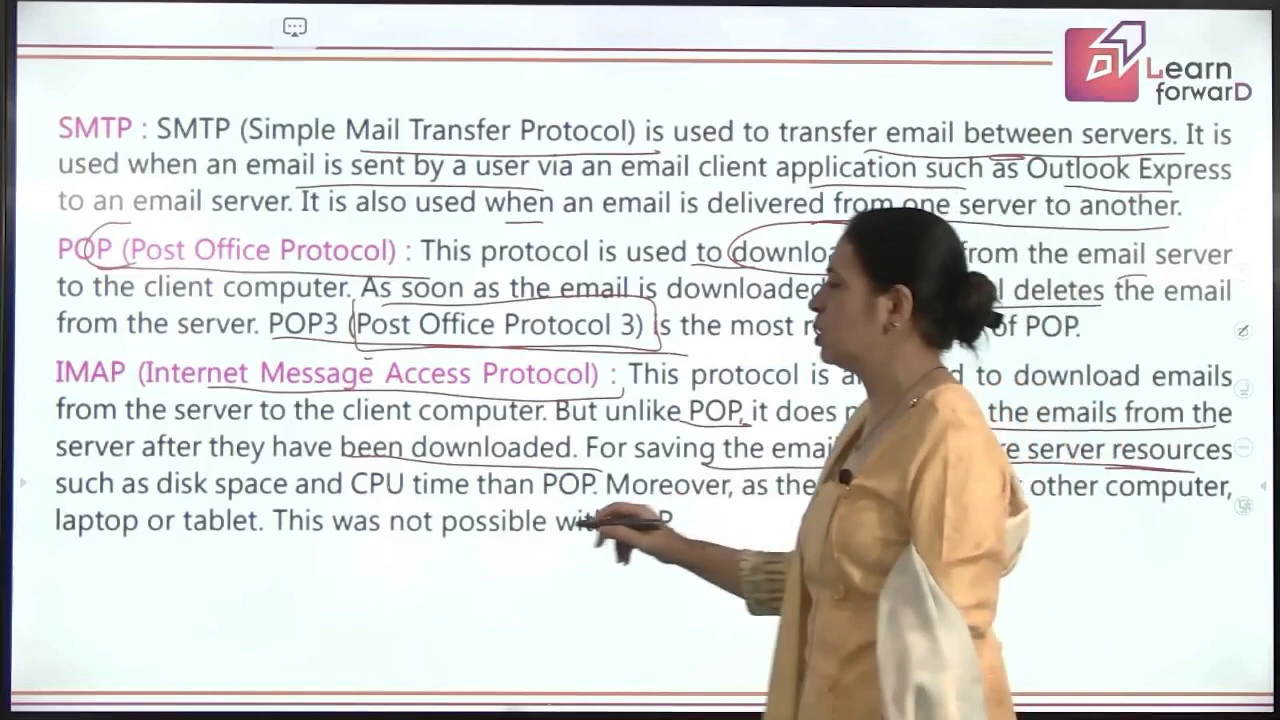 Learn
forwarD
SMTP : SMTP (Simple Mail Transfer Protocol) is used to transfer email between servers. It is
used when an email is sent by a user via an email client application such as Outlook Express
to an email server. It is also used when an email is delivered from one server to another.
POP (Post Office Protocol) : This protocol is used to from the email server
to the client computer. As soon as the email is downloaded deletes the email
from the server. POP3 (Post Office Protocol 3) is the most of POP.
IMAP (Internet Message Access Protocol) : This protocol is to download emails
from the server to the client computer. But unlike POP, it does the emails from the
server after they have been downloaded. For saving the server resources
such as disk space and CPU time than POP. Moreover, as other computer,
laptop or tablet. This was not possible